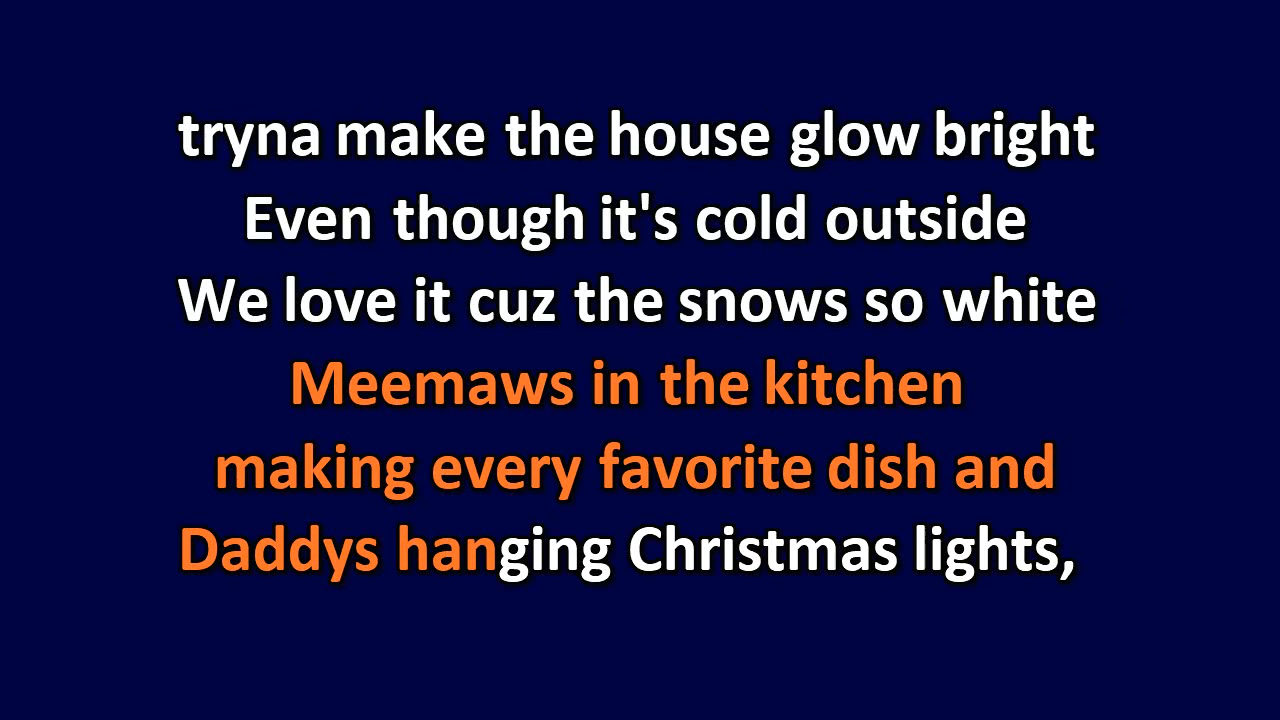 tryna make the house glow bright
Even though it's cold outside
We love it cuz the snows so white
Meemaws in the kitchen
making every favorite dish and
Daddys hanging Christmas lights,